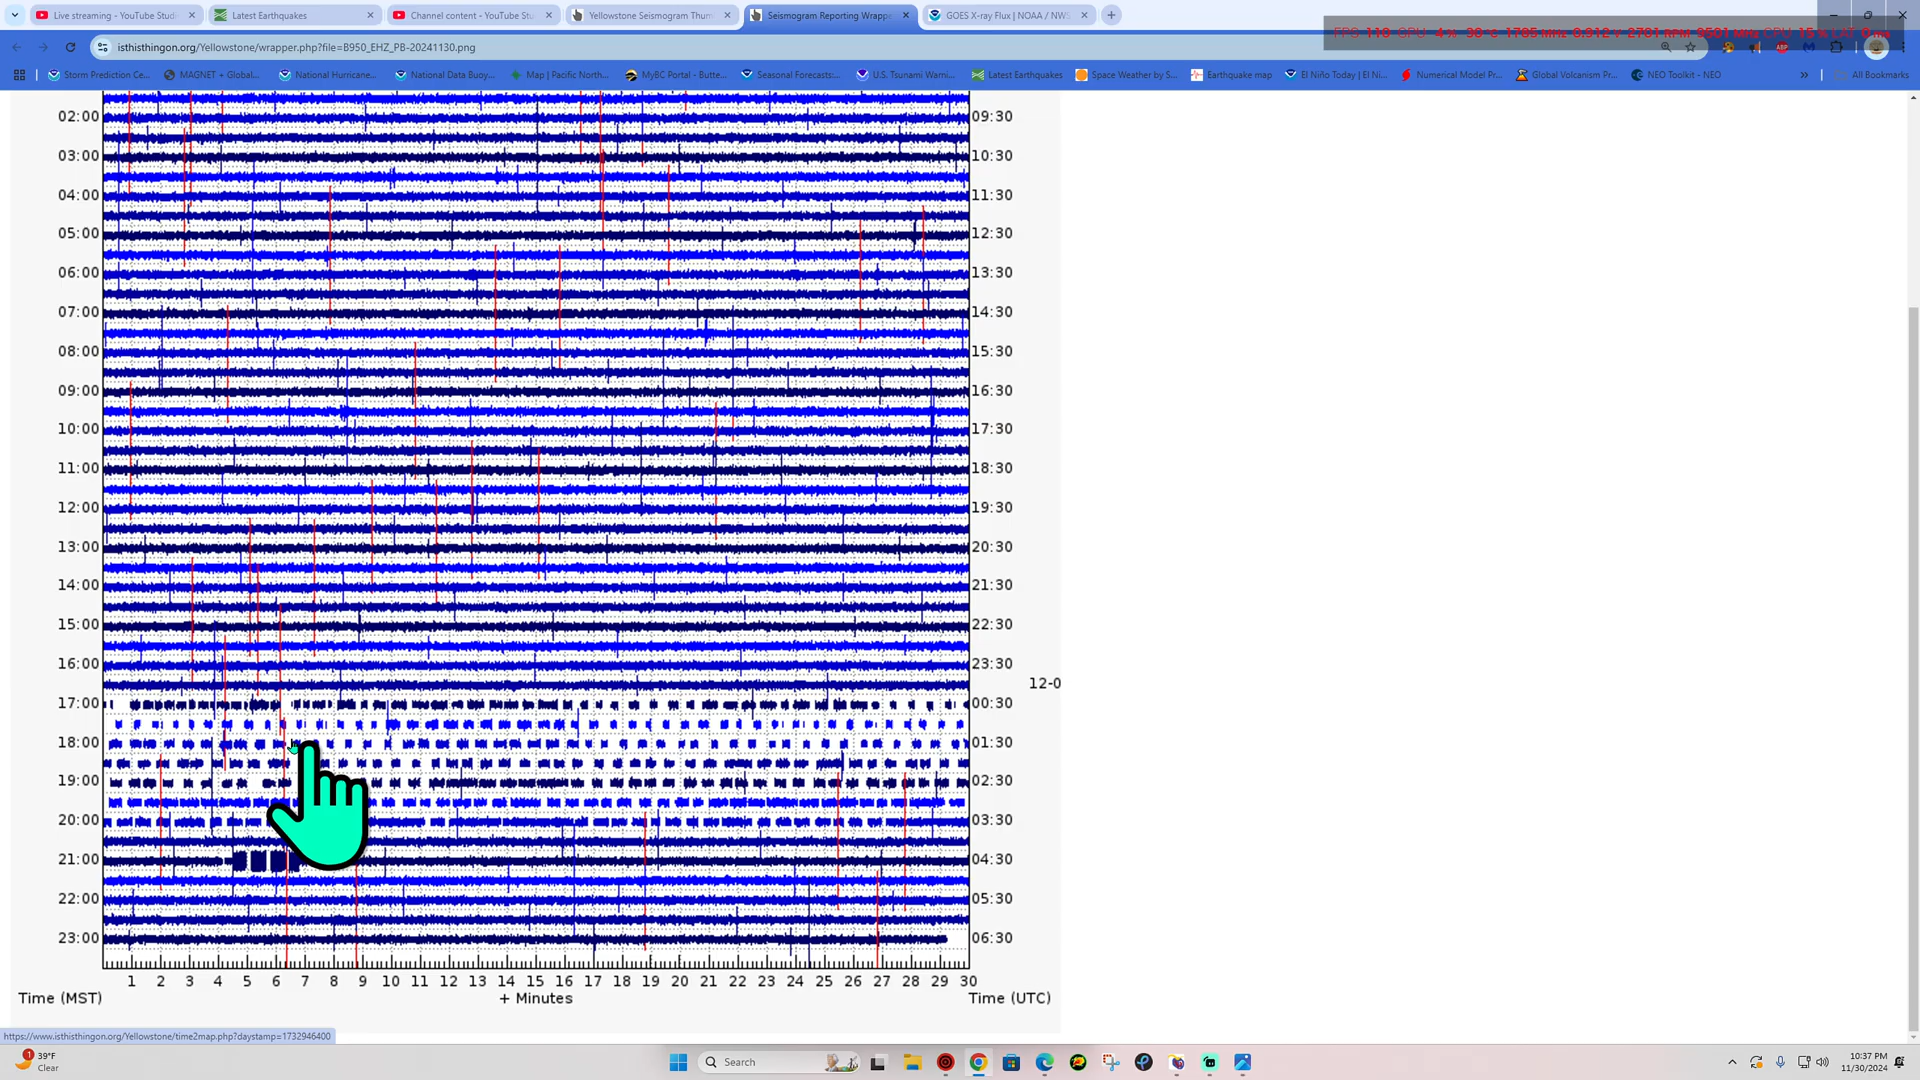 Live streaming - YouTube Studio
Latest Earthquakes
Channel content - YouTube Stu
Yellowstone Seismogram Thum
Seismogram Reporting Wrappe
GOES X-ray Flux | NOAA / NWS
isthisthingon.org/Yellowstone/wrapper.php?file=B950_EHZ_PB-20241130.png
Storm Prediction Ce...
MAGNET + Global...
National Hurricane...
National Data Buoy...
Map | Pacific North...
MyBC Portal - Butte...
Seasonal Forecasts:...
U.S. Tsunami Warni...
Latest Earthquakes
Space Weather by S...
Earthquake map
El Niño Today | El Ni...
Numerical Model Pr...
Global Volcanism Pr...
NEO Toolkit - NEO
All Bookmarks
02:00 09:30
03:00 10:30
04:00 11:30
05:00 12:30
06:00 13:30
07:00 14:30
08:00 15:30
09:00 16:30
10:00 17:30
11:00 18:30
12:00 19:30
13:00 20:30
14:00 21:30
15:00 22:30
16:00 23:30
12-0
17:00 00:30
18:00 01:30
19:00 02:30
20:00 03:30
21:00 04:30
22:00 05:30
23:00 06:30
1 2 3 4 5 6 7 8 9 10 11 12 13 14 15 16 17 18 19 20 21 22 23 24 25 26 27 28 29 30
Time (MST) + Minutes Time (UTC)
https://www.isthisthingon.org/Yellowstone/time2map.php?daystamp=1732946400
39°F
Clear
Search
10:37 PM
11/30/2024